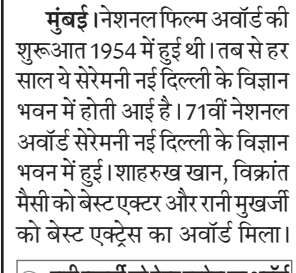 मुंबई। नेशनल फिल्म अवॉर्ड की
शुरूआत 1954 में हुई थी। तब से हर
साल ये सेरेमनी नई दिल्ली के विज्ञान
भवन में होती आई है। 71वीं नेशनल
अवॉर्ड सेरेमनी नई दिल्ली के विज्ञान
भवन में हुई। शाहरुख खान, विक्रांत
मैसी को बेस्ट एक्टर और रानी मुखर्जी
को बेस्ट एक्ट्रेस का अवॉर्ड मिला।